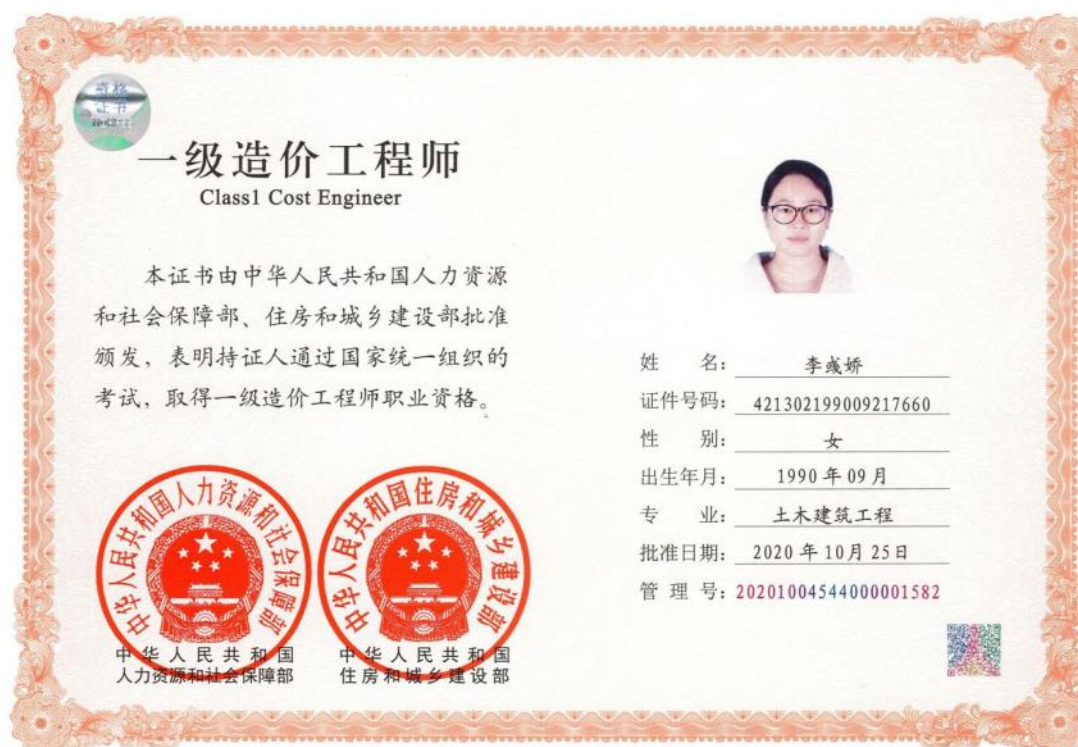 资格
证书
一级造价工程师
Class1 Cost Engineer
本证书由中华人民共和国人力资源
和社会保障部、住房和城乡建设部批准
颁发，表明持证人通过国家统一组织的
考试，取得一级造价工程师职业资格。
中华人民共和国人力资源和社会保障部
中华人民共和国
人力资源和社会保障部
中华人民共和国住房和城乡建设部
中华人民共和国
住房和城乡建设部
姓 名：李彧娇
证件号码：421302199009217660
性 别：女
出生年月：1990年09月
专 业：土木建筑工程
批准日期：2020年10月25日
管 理 号：20201004544000001582